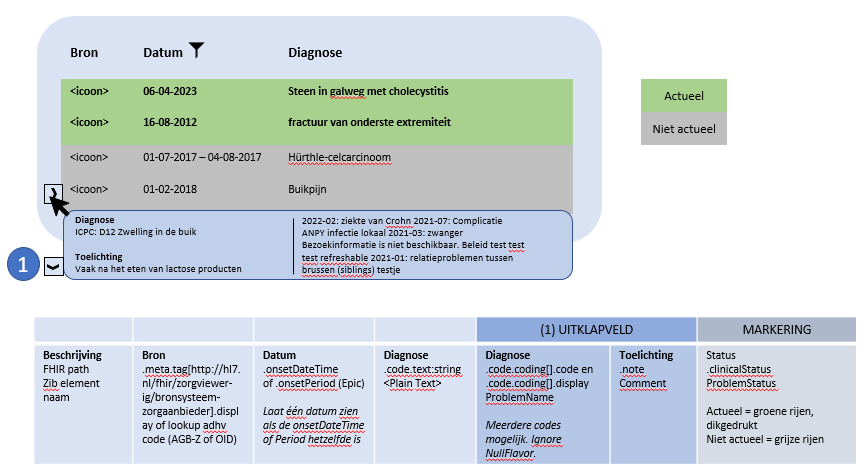 Bron Datum Diagnose
<icoon> 06-04-2023 Steen in galweg met cholecystitis
<icoon> 16-08-2012 fractuur van onderste extremiteit
<icoon> 01-07-2017 – 04-08-2017 Hürthle-celcarcinoom
<icoon> 01-02-2018 Buikpijn
Actueel
Niet actueel
Diagnose
ICPC: D12 Zwelling in de buik
Toelichting
Vaak na het eten van lactose producten
2022-02: ziekte van Crohn 2021-07: Complicatie
ANPY infectie lokaal 2021-03: zwanger
Bezoekinformatie is niet beschikbaar. Beleid test test
test refreshable 2021-01: relatieproblemen tussen
brussen (siblings) testje
1
(1) UITKLAPVELD
MARKERING
Beschrijving
FHIR path
Zib element
naam
Bron
.meta.tag[http://hl7.
nl/fhir/zorgviewer-
ig/bronsysteem-
zorgaanbieder].displ
ay of lookup adhv
code (AGB-Z of OID)
Datum
.onsetDateTime
of .onsetPeriod (Epic)
Laat één datum zien
als de onsetDateTime
of Period hetzelfde is
Diagnose
.code.text:string
<Plain Text>
Diagnose
.code.coding[].code en
.code.coding[].display
ProblemName
Meerdere codes
mogelijk. Ignore
NullFlavor.
Toelichting
.note
Comment
Status
.clinicalStatus
ProblemStatus
Actueel = groene rijen,
dikgedrukt
Niet actueel = grijze rijen